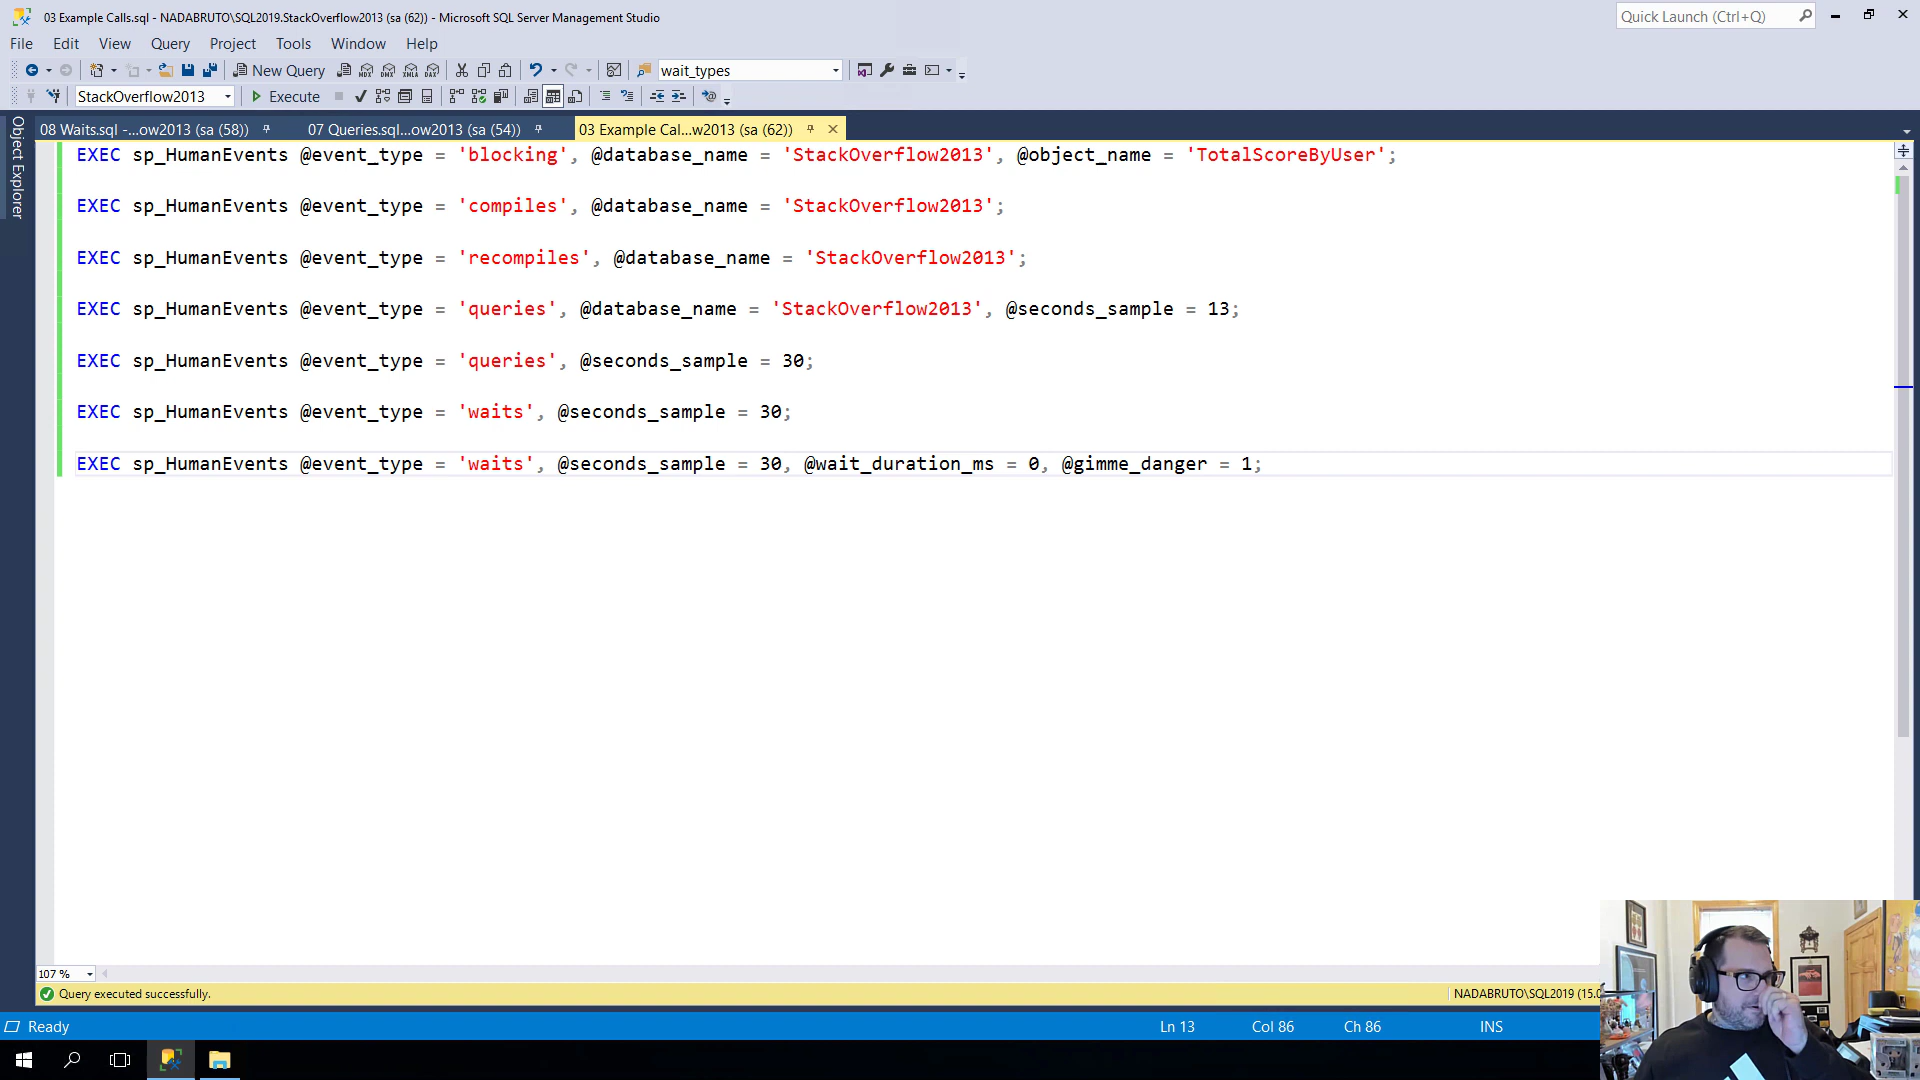 03 Example Calls.sql - NADABRUTO\SQL2019.StackOverflow2013 (sa (62)) - Microsoft SQL Server Management Studio
Quick Launch (Ctrl+Q)
File Edit View Query Project Tools Window Help
New Query
wait_types
StackOverflow2013
Execute
Object Explorer
08 Waits.sql -...ow2013 (sa (58))
07 Queries.sql...ow2013 (sa (54))
03 Example Cal...w2013 (sa (62))
EXEC sp_HumanEvents @event_type = 'blocking', @database_name = 'StackOverflow2013', @object_name = 'TotalScoreByUser';
EXEC sp_HumanEvents @event_type = 'compiles', @database_name = 'StackOverflow2013';
EXEC sp_HumanEvents @event_type = 'recompiles', @database_name = 'StackOverflow2013';
EXEC sp_HumanEvents @event_type = 'queries', @database_name = 'StackOverflow2013', @seconds_sample = 13;
EXEC sp_HumanEvents @event_type = 'queries', @seconds_sample = 30;
EXEC sp_HumanEvents @event_type = 'waits', @seconds_sample = 30;
EXEC sp_HumanEvents @event_type = 'waits', @seconds_sample = 30, @wait_duration_ms = 0, @gimme_danger = 1;
107 %
Query executed successfully.
NADABRUTO\SQL2019 (15.0
Ready
Ln 13
Col 86
Ch 86
INS